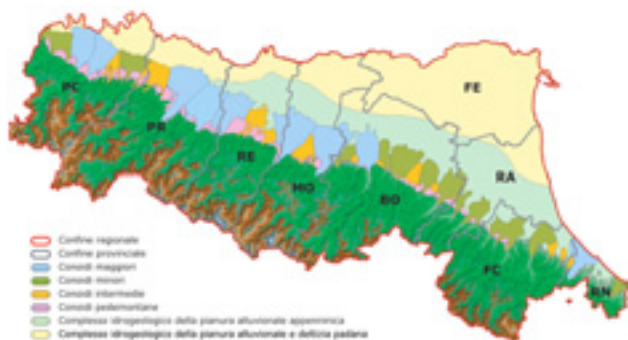 FE
PC
PR
RE
MO
BO
RA
FC
RN
Confine regionale
Confine provinciale
Conoidi maggiori
Conoidi minori
Conoidi intermedie
Conoidi pedemontane
Complesso idrogeologico della pianura alluvionale appenninica
Complesso idrogeologico della pianura alluvionale e deltizia padana